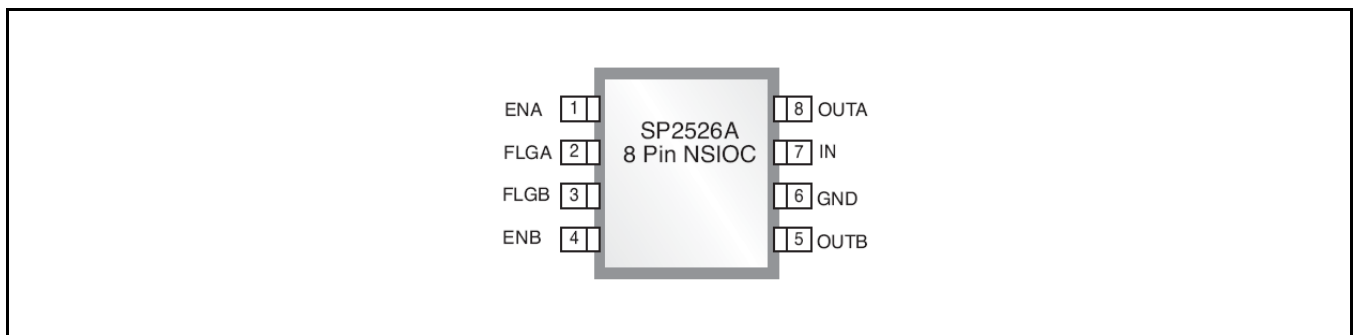 ENA 1
FLGA 2
FLGB 3
ENB 4
SP2526A
8 Pin NSIOC
8 OUTA
7 IN
6 GND
5 OUTB